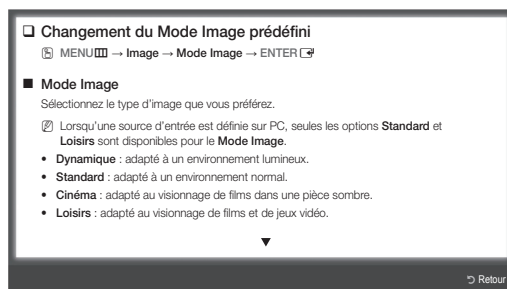 ❑ Changement du Mode Image prédéfini
MENU → Image → Mode Image → ENTER
■ Mode Image
Sélectionnez le type d'image que vous préférez.
Lorsqu'une source d'entrée est définie sur PC, seules les options Standard et
Loisirs sont disponibles pour le Mode Image.
• Dynamique : adapté à un environnement lumineux.
• Standard : adapté à un environnement normal.
• Cinéma : adapté au visionnage de films dans une pièce sombre.
• Loisirs : adapté au visionnage de films et de jeux vidéo.
▼
Retour